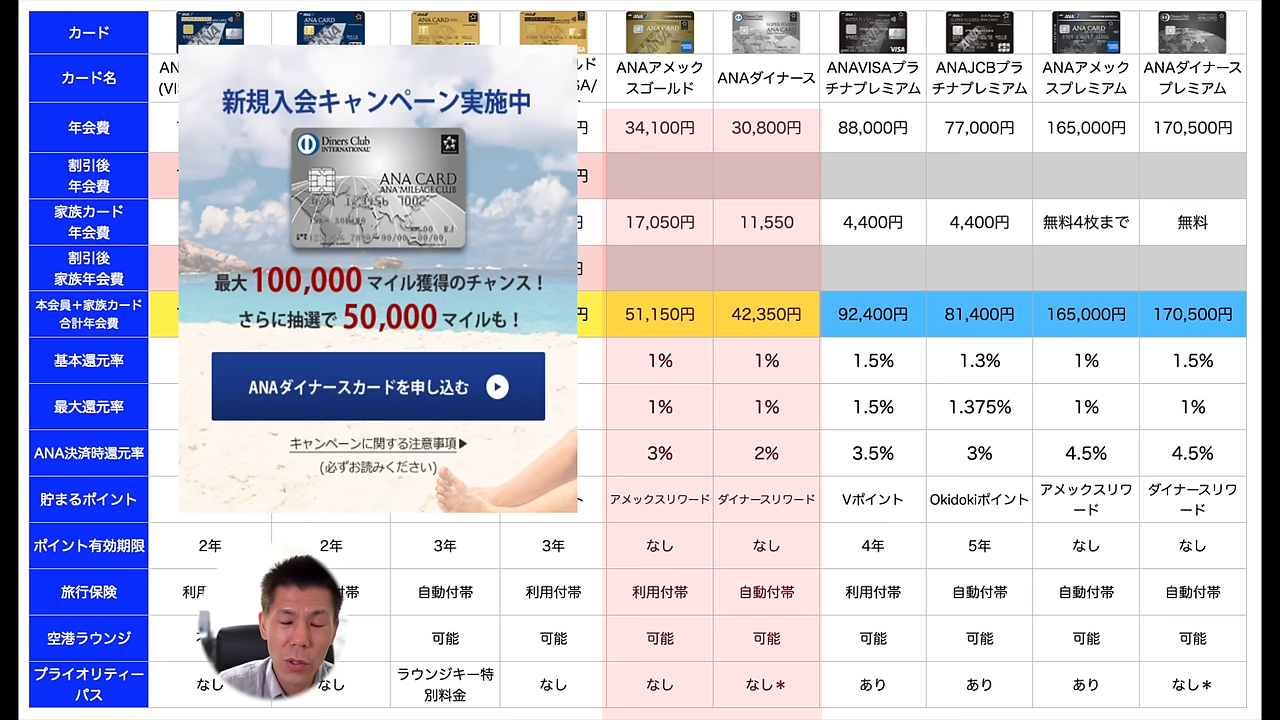 カード
カード名
ANAアメックスゴールド
ANAダイナース
ANAVISAプラチナプレミアム
ANAJCBプラチナプレミアム
ANAアメックスプレミアム
ANAダイナースプレミアム
年会費
34,100円
30,800円
88,000円
77,000円
165,000円
170,500円
割引後
年会費
家族カード
年会費
17,050円
11,550
4,400円
4,400円
無料4枚まで
無料
割引後
家族年会費
本会員＋家族カード
合計年会費
51,150円
42,350円
92,400円
81,400円
165,000円
170,500円
基本還元率
1%
1%
1.5%
1.3%
1%
1.5%
最大還元率
1%
1%
1.5%
1.375%
1%
1%
ANA決済時還元率
3%
2%
3.5%
3%
4.5%
4.5%
貯まるポイント
アメックスリワード
ダイナースリワード
Vポイント
Okidokiポイント
アメックスリワード
ダイナースリワード
ポイント有効期限
2年
2年
3年
3年
なし
なし
4年
5年
なし
なし
旅行保険
利用
付帯
自動付帯
利用付帯
利用付帯
自動付帯
利用付帯
自動付帯
自動付帯
自動付帯
空港ラウンジ
可能
可能
可能
可能
可能
可能
可能
可能
プライオリティー
パス
なし
なし
ラウンジキー特別料金
なし
なし
なし＊
あり
あり
あり
なし＊
新規入会キャンペーン実施中
Diners Club
INTERNATIONAL
ANA CARD
ANA MILEAGE CLUB
最大100,000マイル獲得のチャンス！
さらに抽選で50,000マイルも！
ANAダイナースカードを申し込む
キャンペーンに関する注意事項▶
(必ずお読みください)